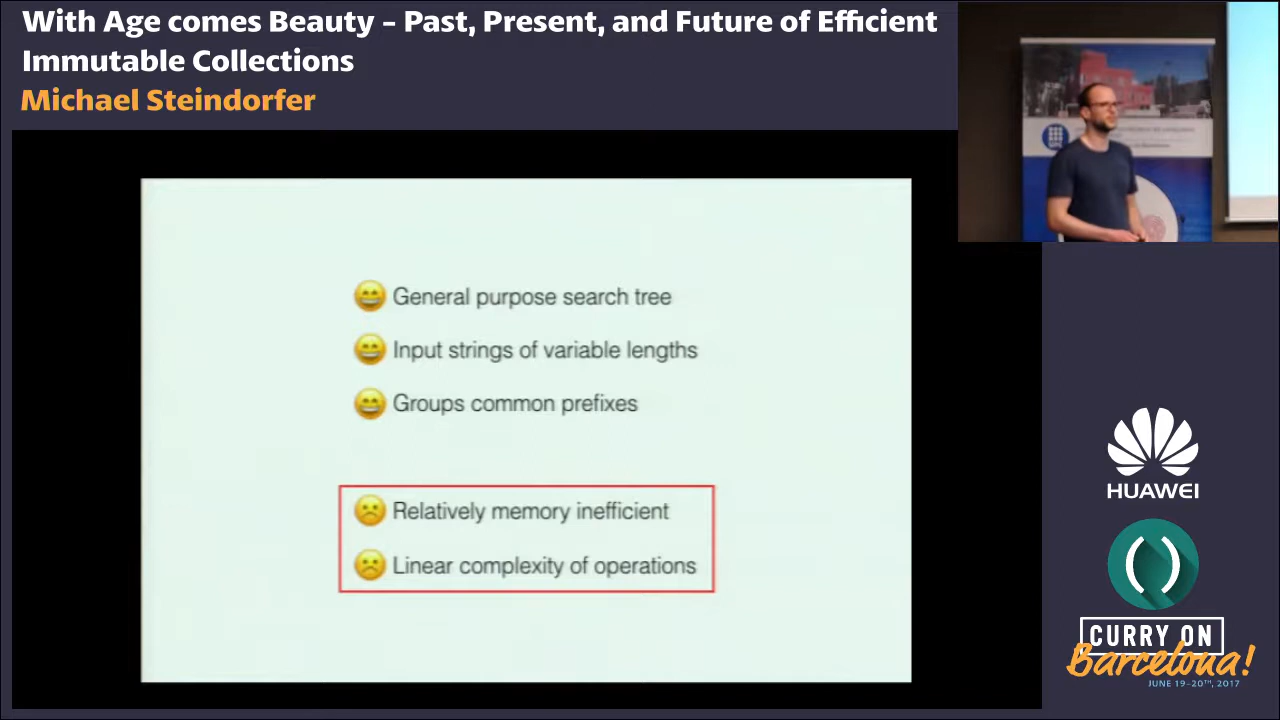 With Age comes Beauty – Past, Present, and Future of Efficient
Immutable Collections
Michael Steindorfer
General purpose search tree
Input strings of variable lengths
Groups common prefixes
Relatively memory inefficient
Linear complexity of operations
HUAWEI
( )
CURRY ON
Barcelona!
JUNE 19-20TH, 2017